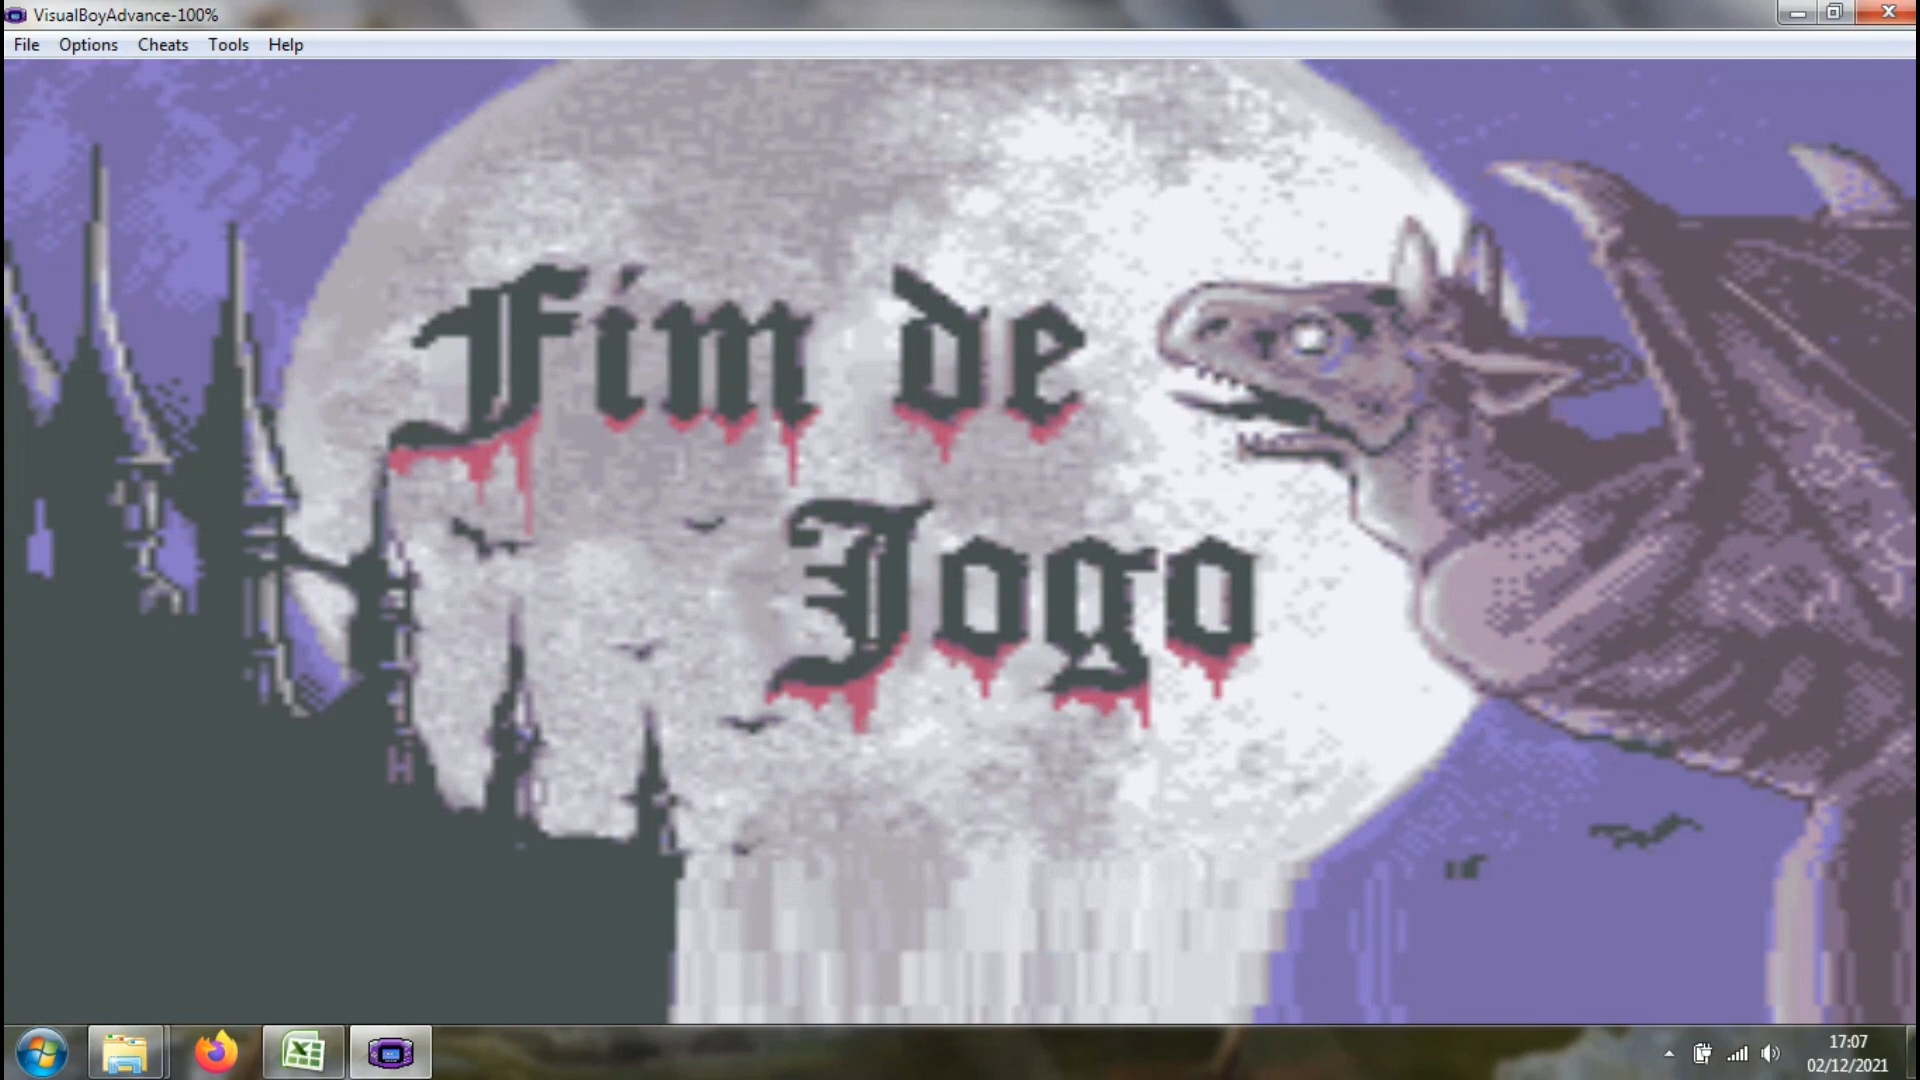 VisualBoyAdvance-100%
File Options Cheats Tools Help
Fim de
Jogo
17:07
02/12/2021